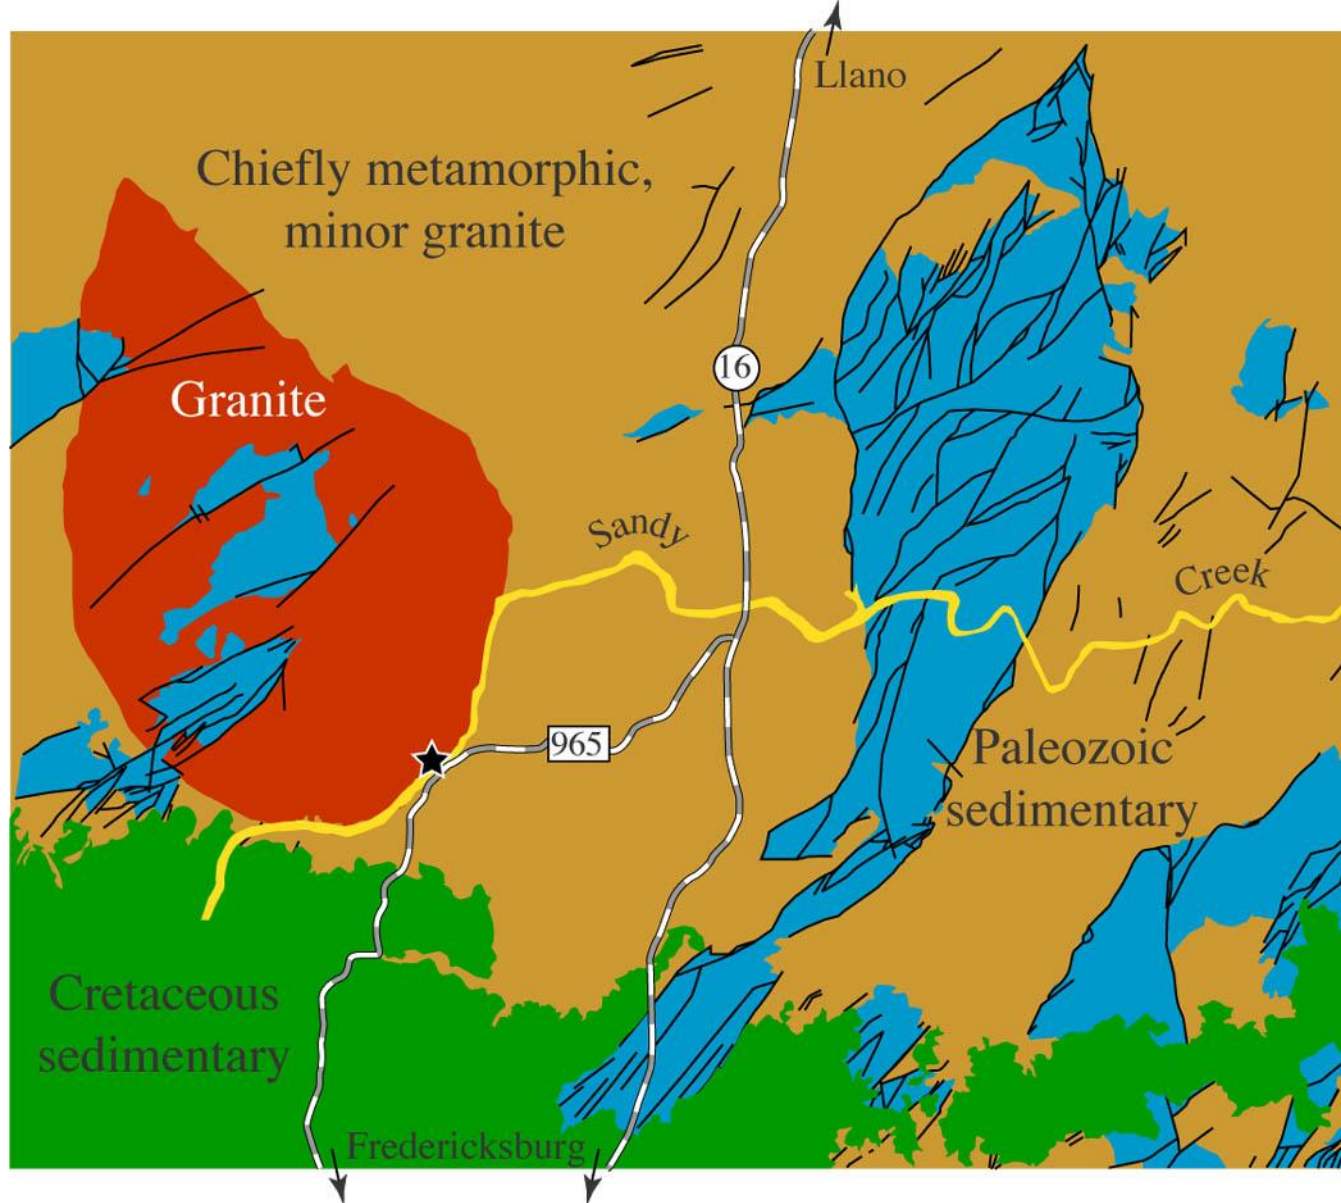 Llano
Chiefly metamorphic,
minor granite
16
Granite
Sandy
Creek
965
Paleozoic
sedimentary
Cretaceous
sedimentary
Fredericksburg